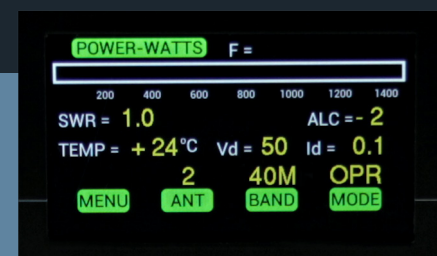 POWER-WATTS F =
200 400 600 800 1000 1200 1400
SWR = 1.0 ALC =- 2
TEMP = + 24°C Vd = 50 Id = 0.1
2 40M OPR
MENU ANT BAND MODE